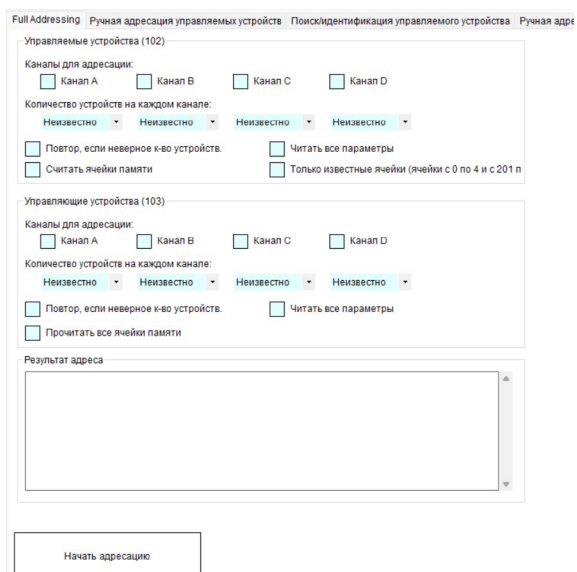 Full Addressing Ручная адресация управляемых устройств Поиск/идентификация управляемого устройства Ручная адре
Управляемые устройства (102)
Каналы для адресации:
Канал A Канал B Канал C Канал D
Количество устройств на каждом канале:
Неизвестно Неизвестно Неизвестно Неизвестно
Повтор, если неверное к-во устройств. Читать все параметры
Считать ячейки памяти Только известные ячейки (ячейки с 0 по 4 и с 201 п
Управляющие устройства (103)
Каналы для адресации:
Канал A Канал B Канал C Канал D
Количество устройств на каждом канале:
Неизвестно Неизвестно Неизвестно Неизвестно
Повтор, если неверное к-во устройств. Читать все параметры
Прочитать все ячейки памяти
Результат адреса
Начать адресацию